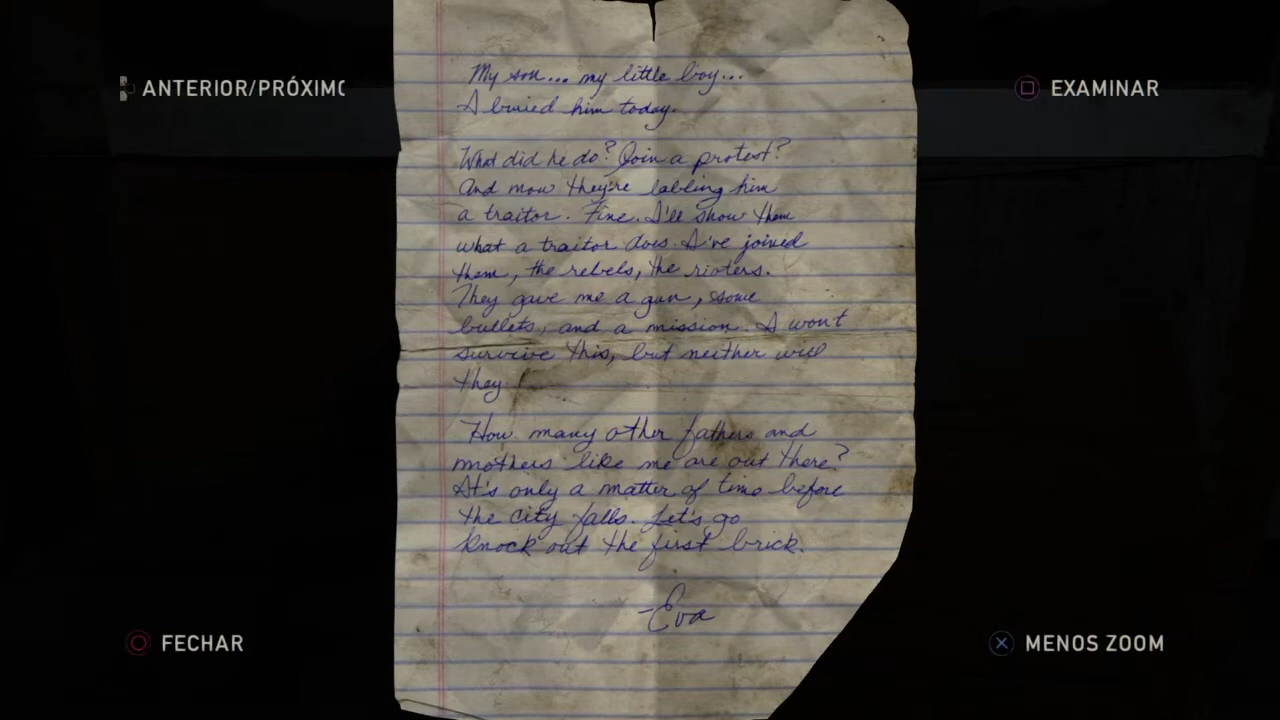 ANTERIOR/PRÓXIMO
EXAMINAR
My son... my little boy...
I buried him today.
What did he do? Join a protest?
And now they're labling him
a traitor. Fine. I'll show them
what a traitor does. I've joined
them, the rebels, the rioters.
They gave me a gun, some
bullets, and a mission. I won't
survive this, but neither will
they.
How many other fathers and
mothers like me are out there?
It's only a matter of time before
the city falls. Let's go
knock out the first brick.
-Eva
FECHAR
MENOS ZOOM